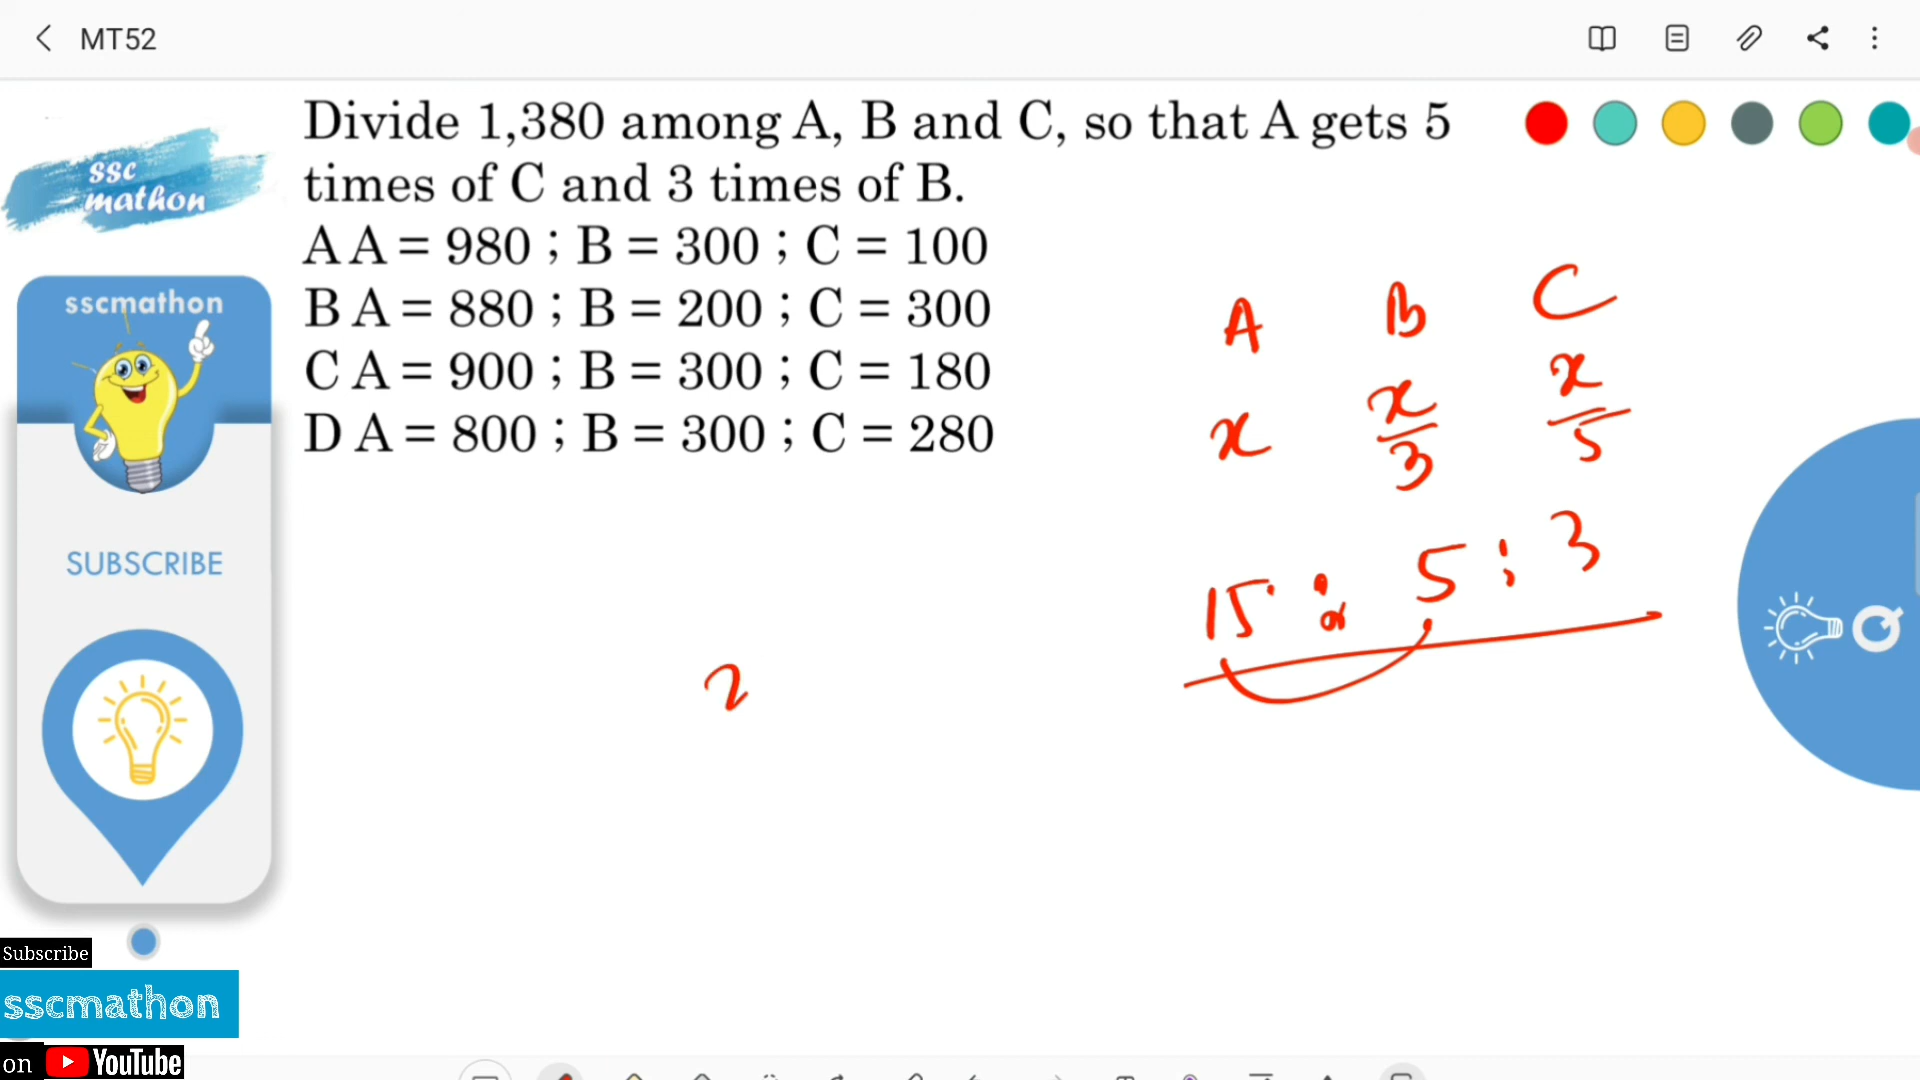 MT52
Divide 1,380 among A, B and C, so that A gets 5
times of C and 3 times of B.
A A = 980 ; B = 300 ; C = 100
B A = 880 ; B = 200 ; C = 300
C A = 900 ; B = 300 ; C = 180
D A = 800 ; B = 300 ; C = 280
ssc
mathon
sscmathon
SUBSCRIBE
A B C
x x/3 x/5
15 : 5 : 3
2
Q
Subscribe
sscmathon
on YouTube